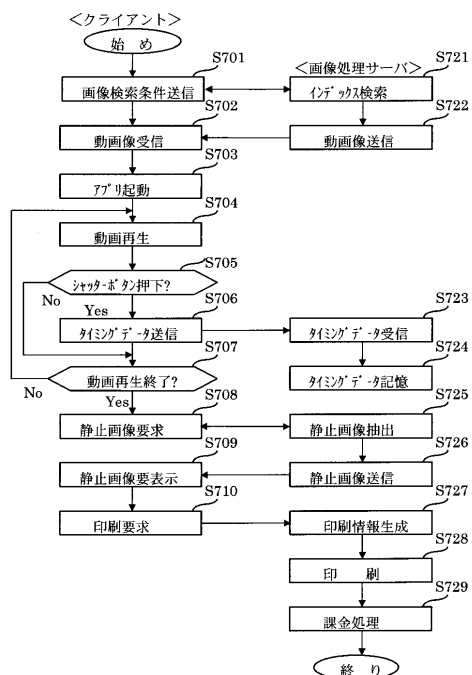 <クライアント>
始め
S701
画像検索条件送信
S702
動画像受信
S703
アプリ起動
S704
動画再生
S705
シャッターボタン押下?
No
Yes
S706
タイミングデータ送信
S707
動画再生終了?
No
Yes
S708
静止画像要求
S709
静止画像要表示
S710
印刷要求
<画像処理サーバ>
S721
インデックス検索
S722
動画像送信
S723
タイミングデータ受信
S724
タイミングデータ記憶
S725
静止画像抽出
S726
静止画像送信
S727
印刷情報生成
S728
印刷
S729
課金処理
終り